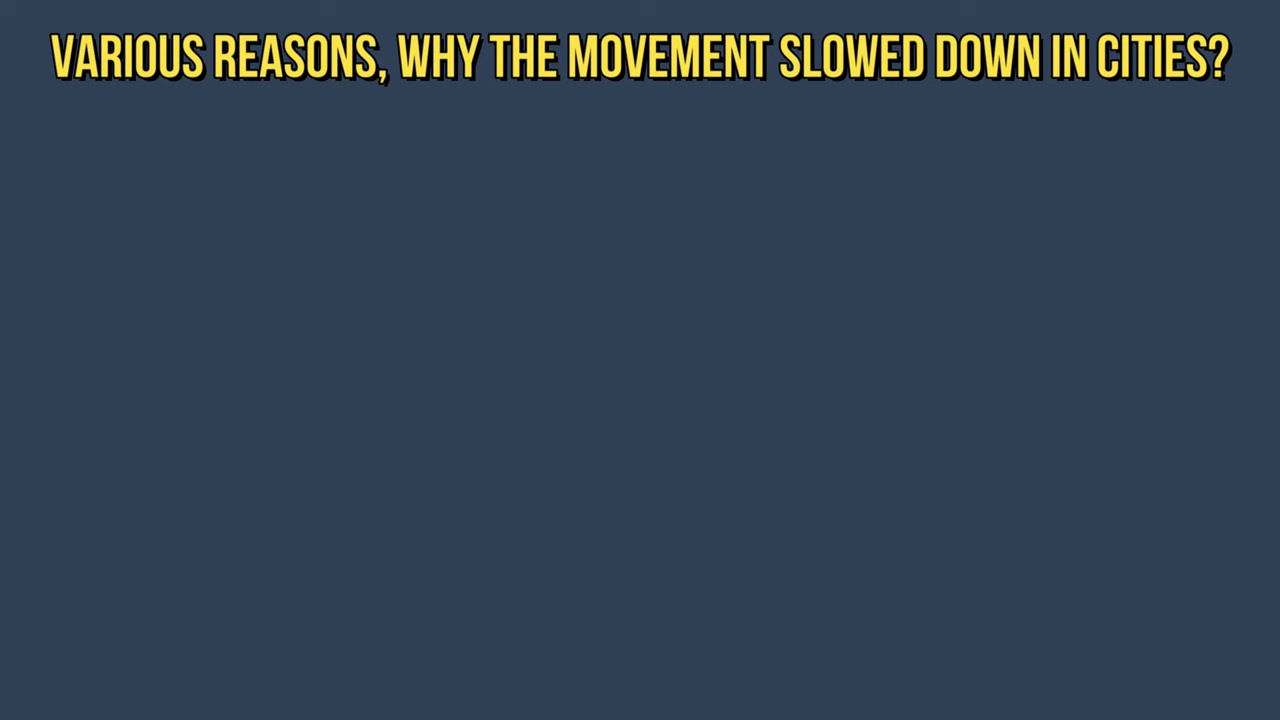 VARIOUS REASONS, WHY THE MOVEMENT SLOWED DOWN IN CITIES?